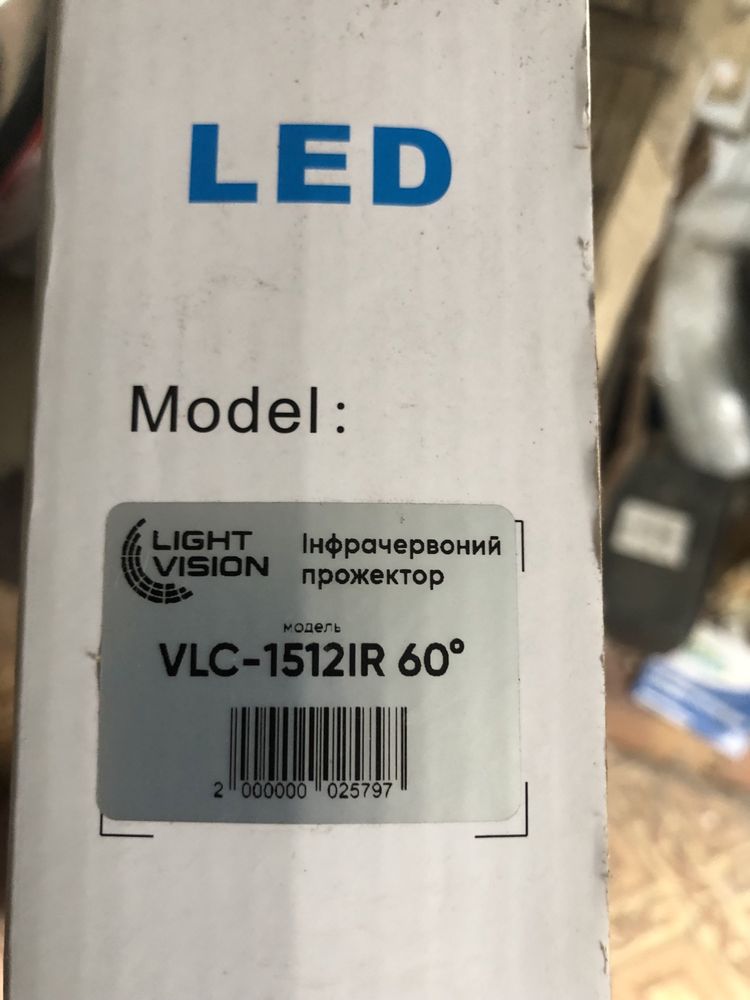 LED
Model:
LIGHT
VISION
Інфрачервоний
прожектор
модель
VLC-1512IR 60°
2 000000 025797